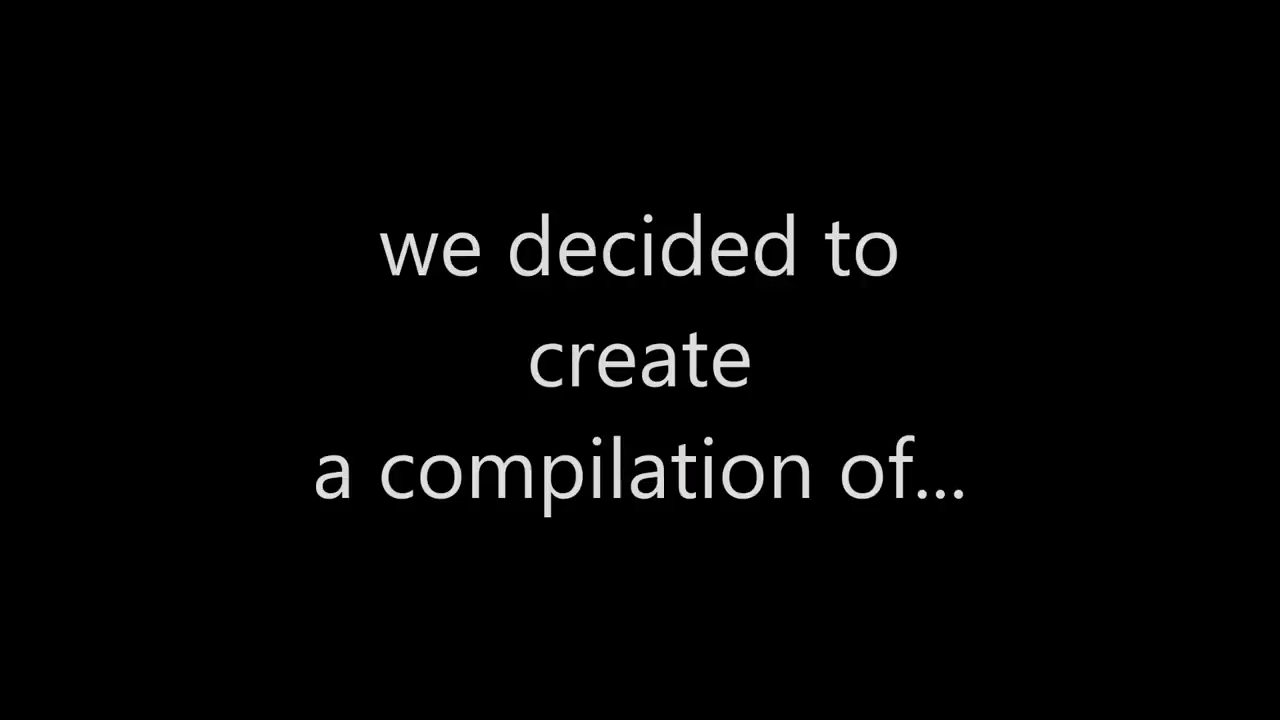 we decided to
create
a compilation of...